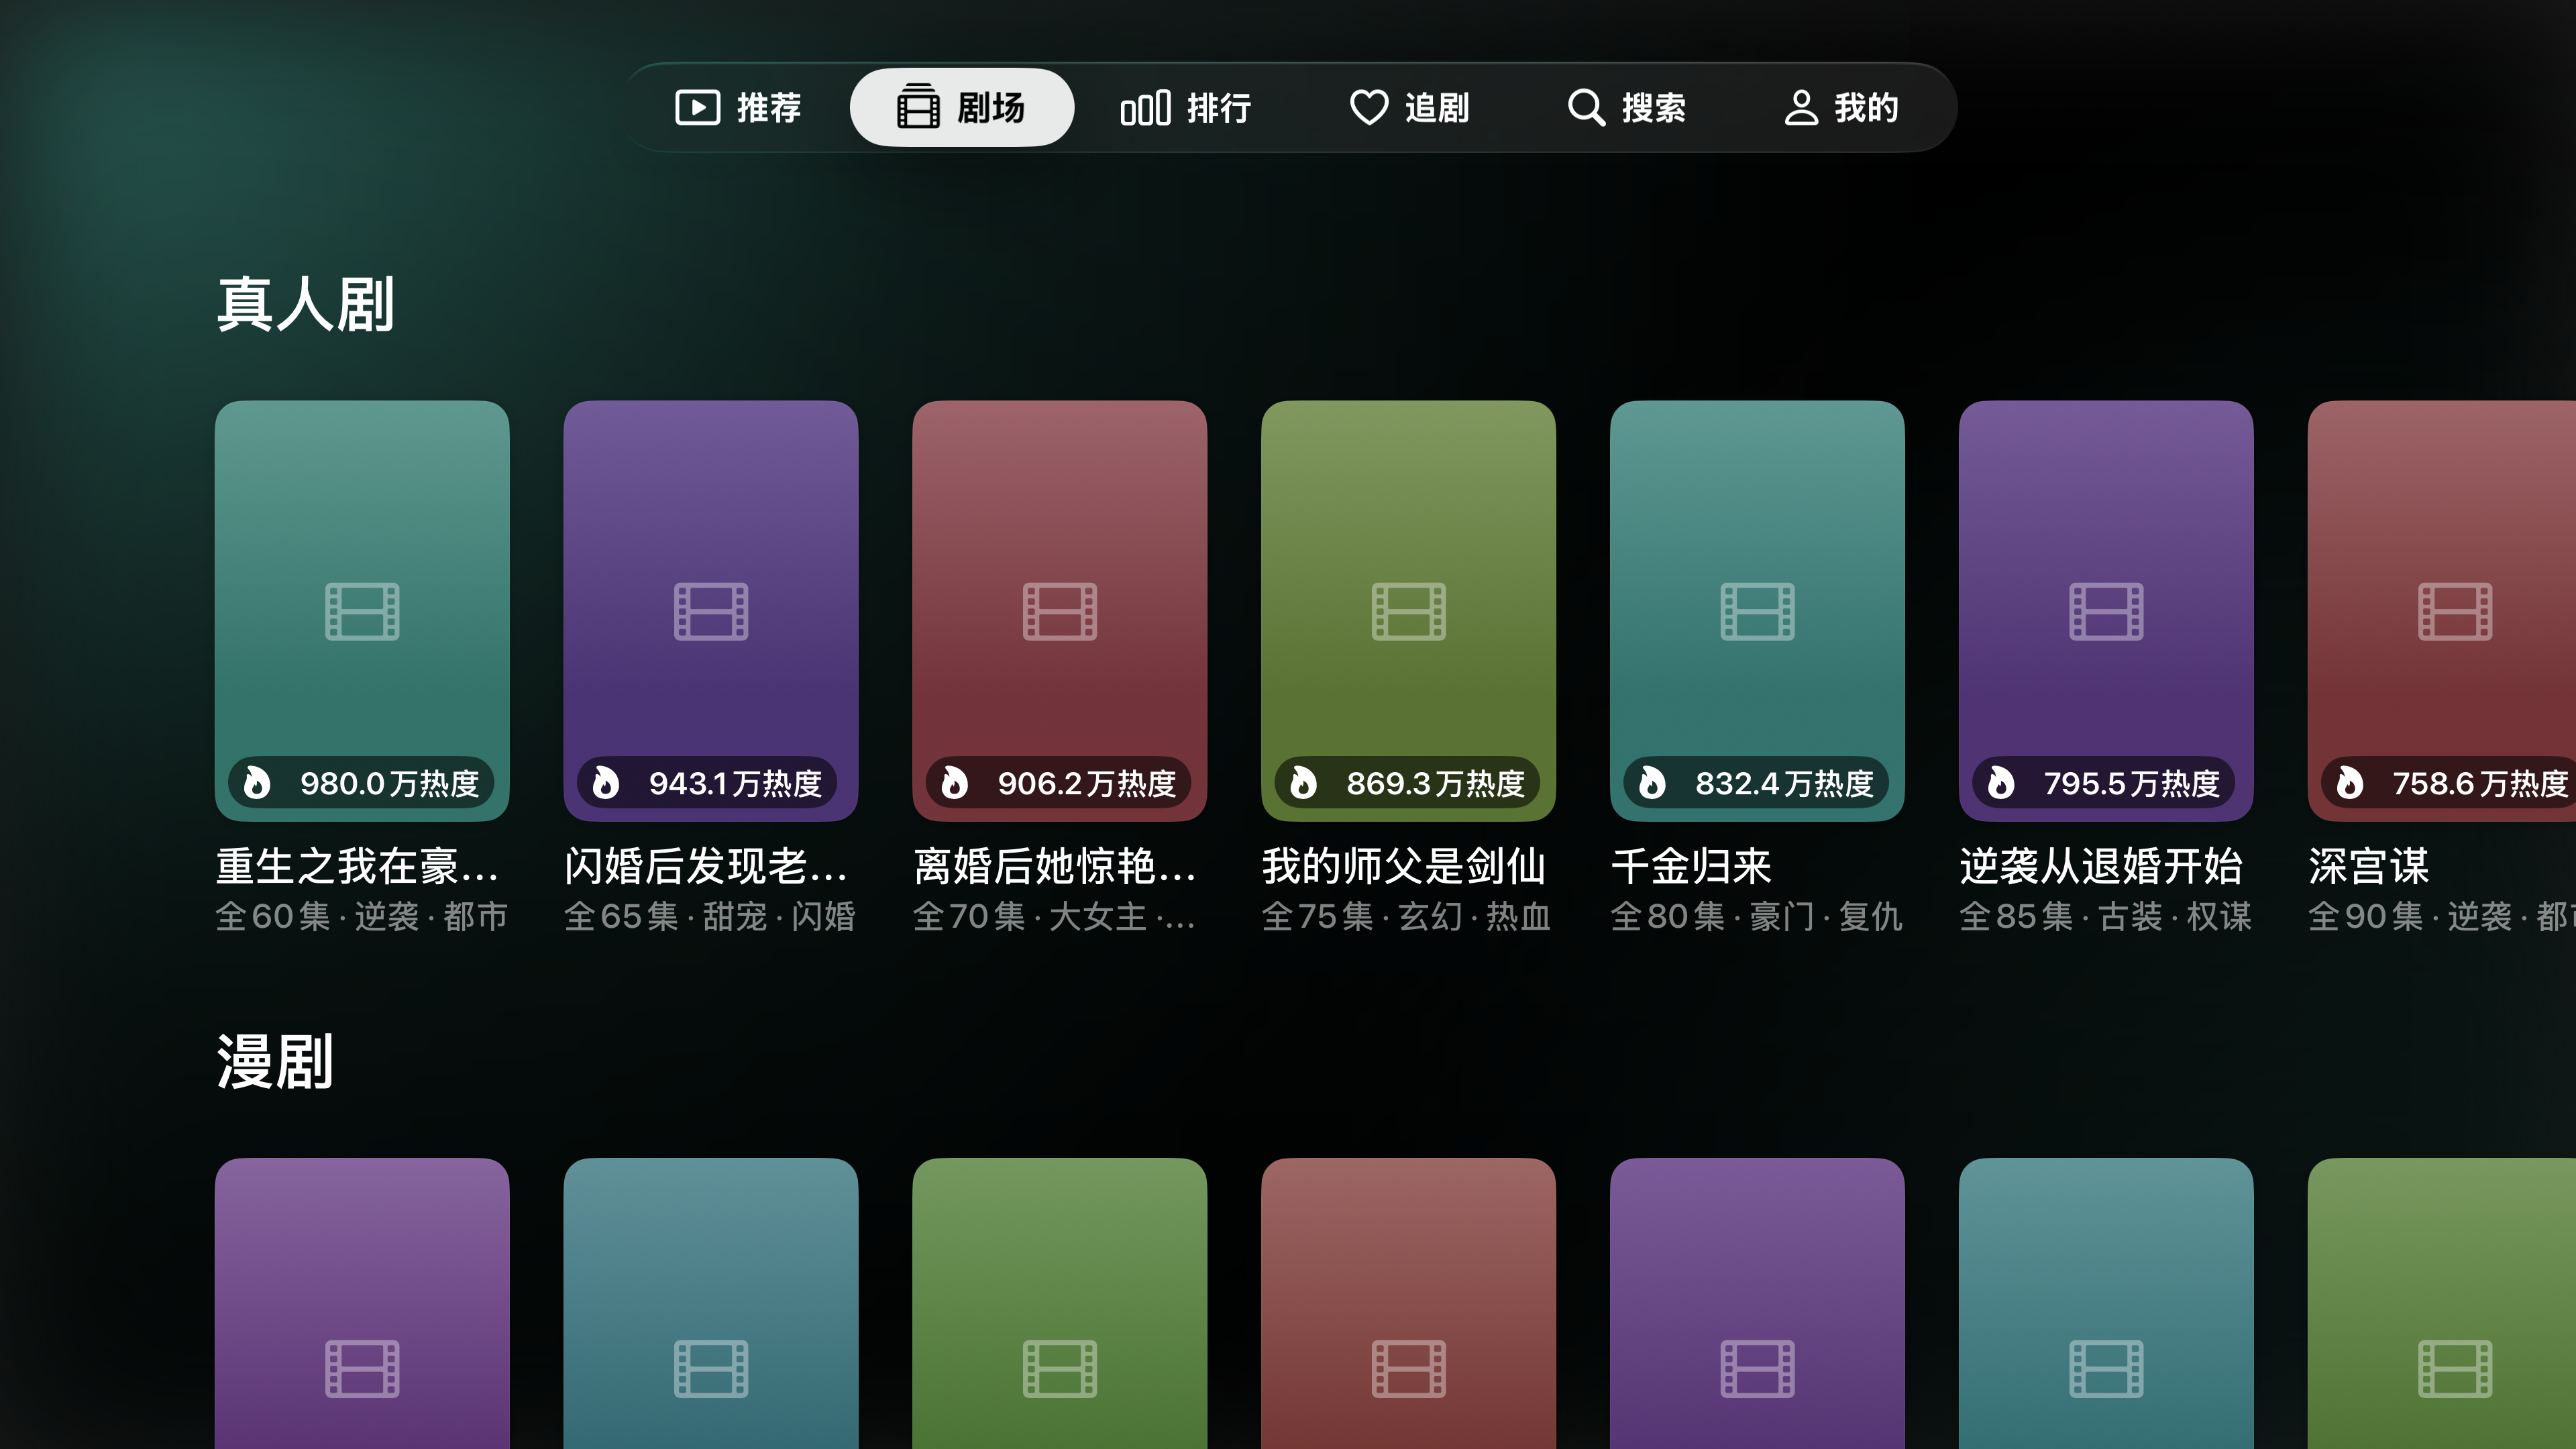 推荐 剧场 排行 追剧 搜索 我的
真人剧
980.0万热度 943.1万热度 906.2万热度 869.3万热度 832.4万热度 795.5万热度 758.6万热度
重生之我在豪… 闪婚后发现老… 离婚后她惊艳… 我的师父是剑仙 千金归来 逆袭从退婚开始 深宫谋
全60集 · 逆袭 · 都市 全65集 · 甜宠 · 闪婚 全70集 · 大女主 ·… 全75集 · 玄幻 · 热血 全80集 · 豪门 · 复仇 全85集 · 古装 · 权谋 全90集 · 逆袭 · 都
漫剧